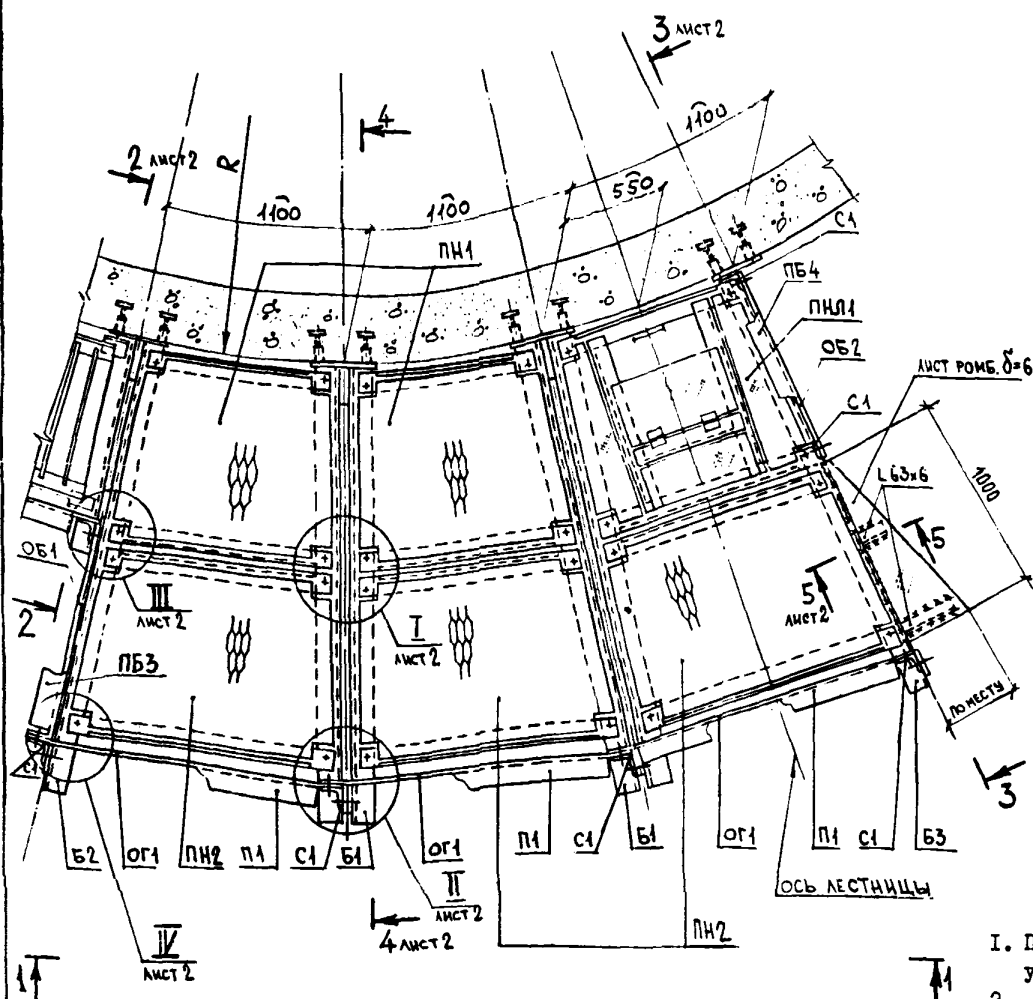 3 лист 2
4
1100
2 лист 2
R
550
1100
1100
С1
ПН1
ПБ4
ПНЛ1
ОБ2
ЛИСТ РОМБ. δ=6
С1
L63×6
1000
5
ОБ1
5
лист 2
2
III
лист 2
I
лист 2
ПБ3
ПО МЕСТУ
3
Б2
ОГ1
ПН2
П1
С1
Б1
ОГ1
П1
С1
Б1
ОГ1
П1
С1
Б3
II
лист 2
ОСЬ ЛЕСТНИЦЫ
4 лист 2
ПН2
IV
лист 2
1
1
I. П
У
2